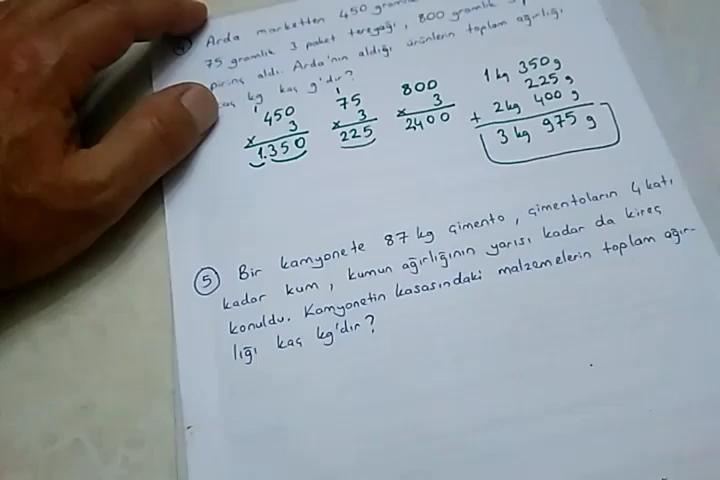 Arda marketten 450 gramlık
75 gramlık 3 paket tereyağı, 800 gramlık
pirinç aldı. Arda'nın aldığı ürünlerin toplam ağırlığı
kaç kg kaç g'dır?
450
x 3
1.350
1
75
x 3
225
800
x 3
2400
1 kg 350 g
225 g
+ 2 kg 400 g
3 kg 975 g
5 Bir kamyonete 87 kg çimento, çimentoların 4 katı
kadar kum, kumun ağırlığının yarısı kadar da kireç
konuldu. Kamyonetin kasasındaki malzemelerin toplam ağır-
lığı kaç kg'dır?